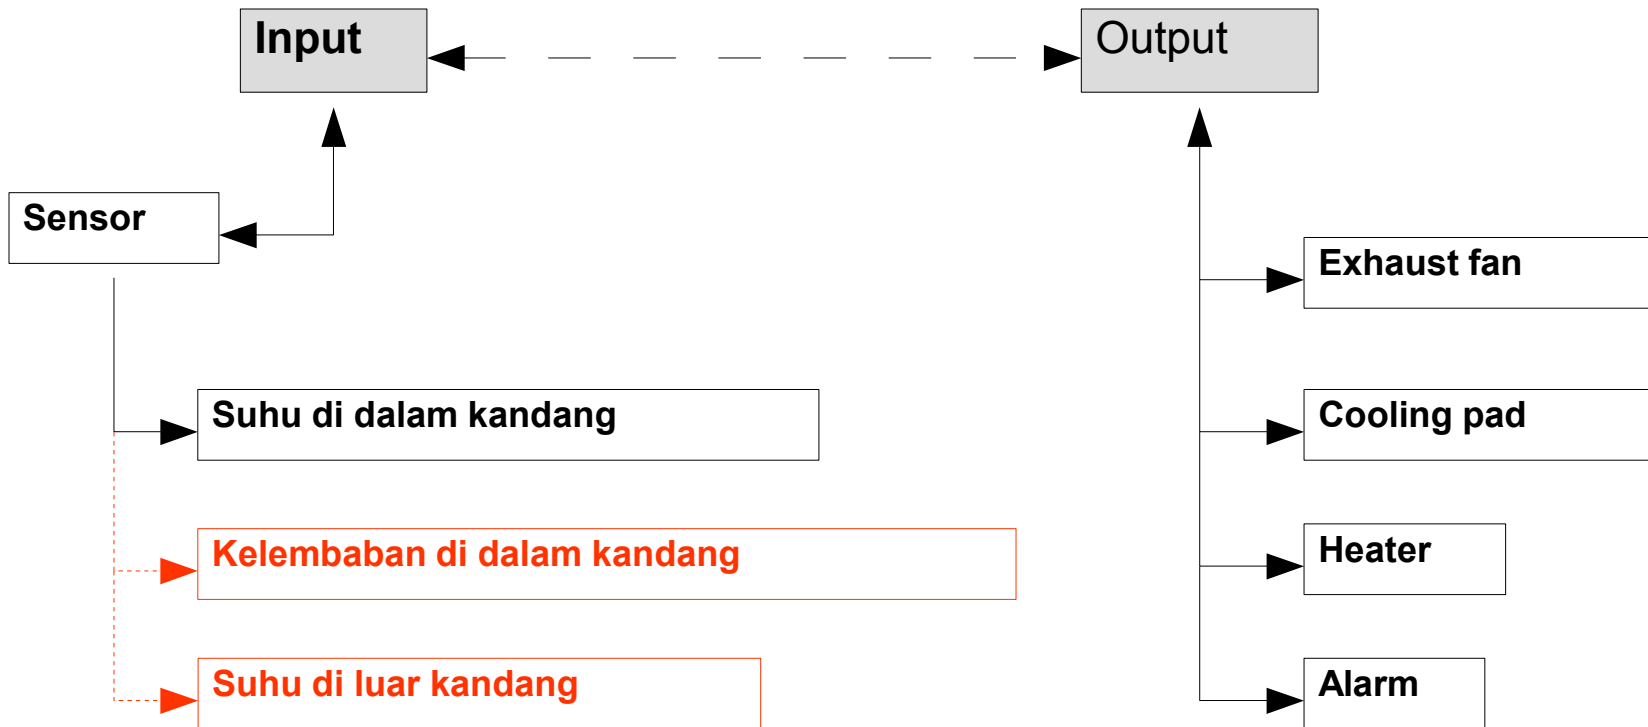 Input
Output
Sensor
Exhaust fan
Suhu di dalam kandang
Cooling pad
Kelembaban di dalam kandang
Heater
Suhu di luar kandang
Alarm